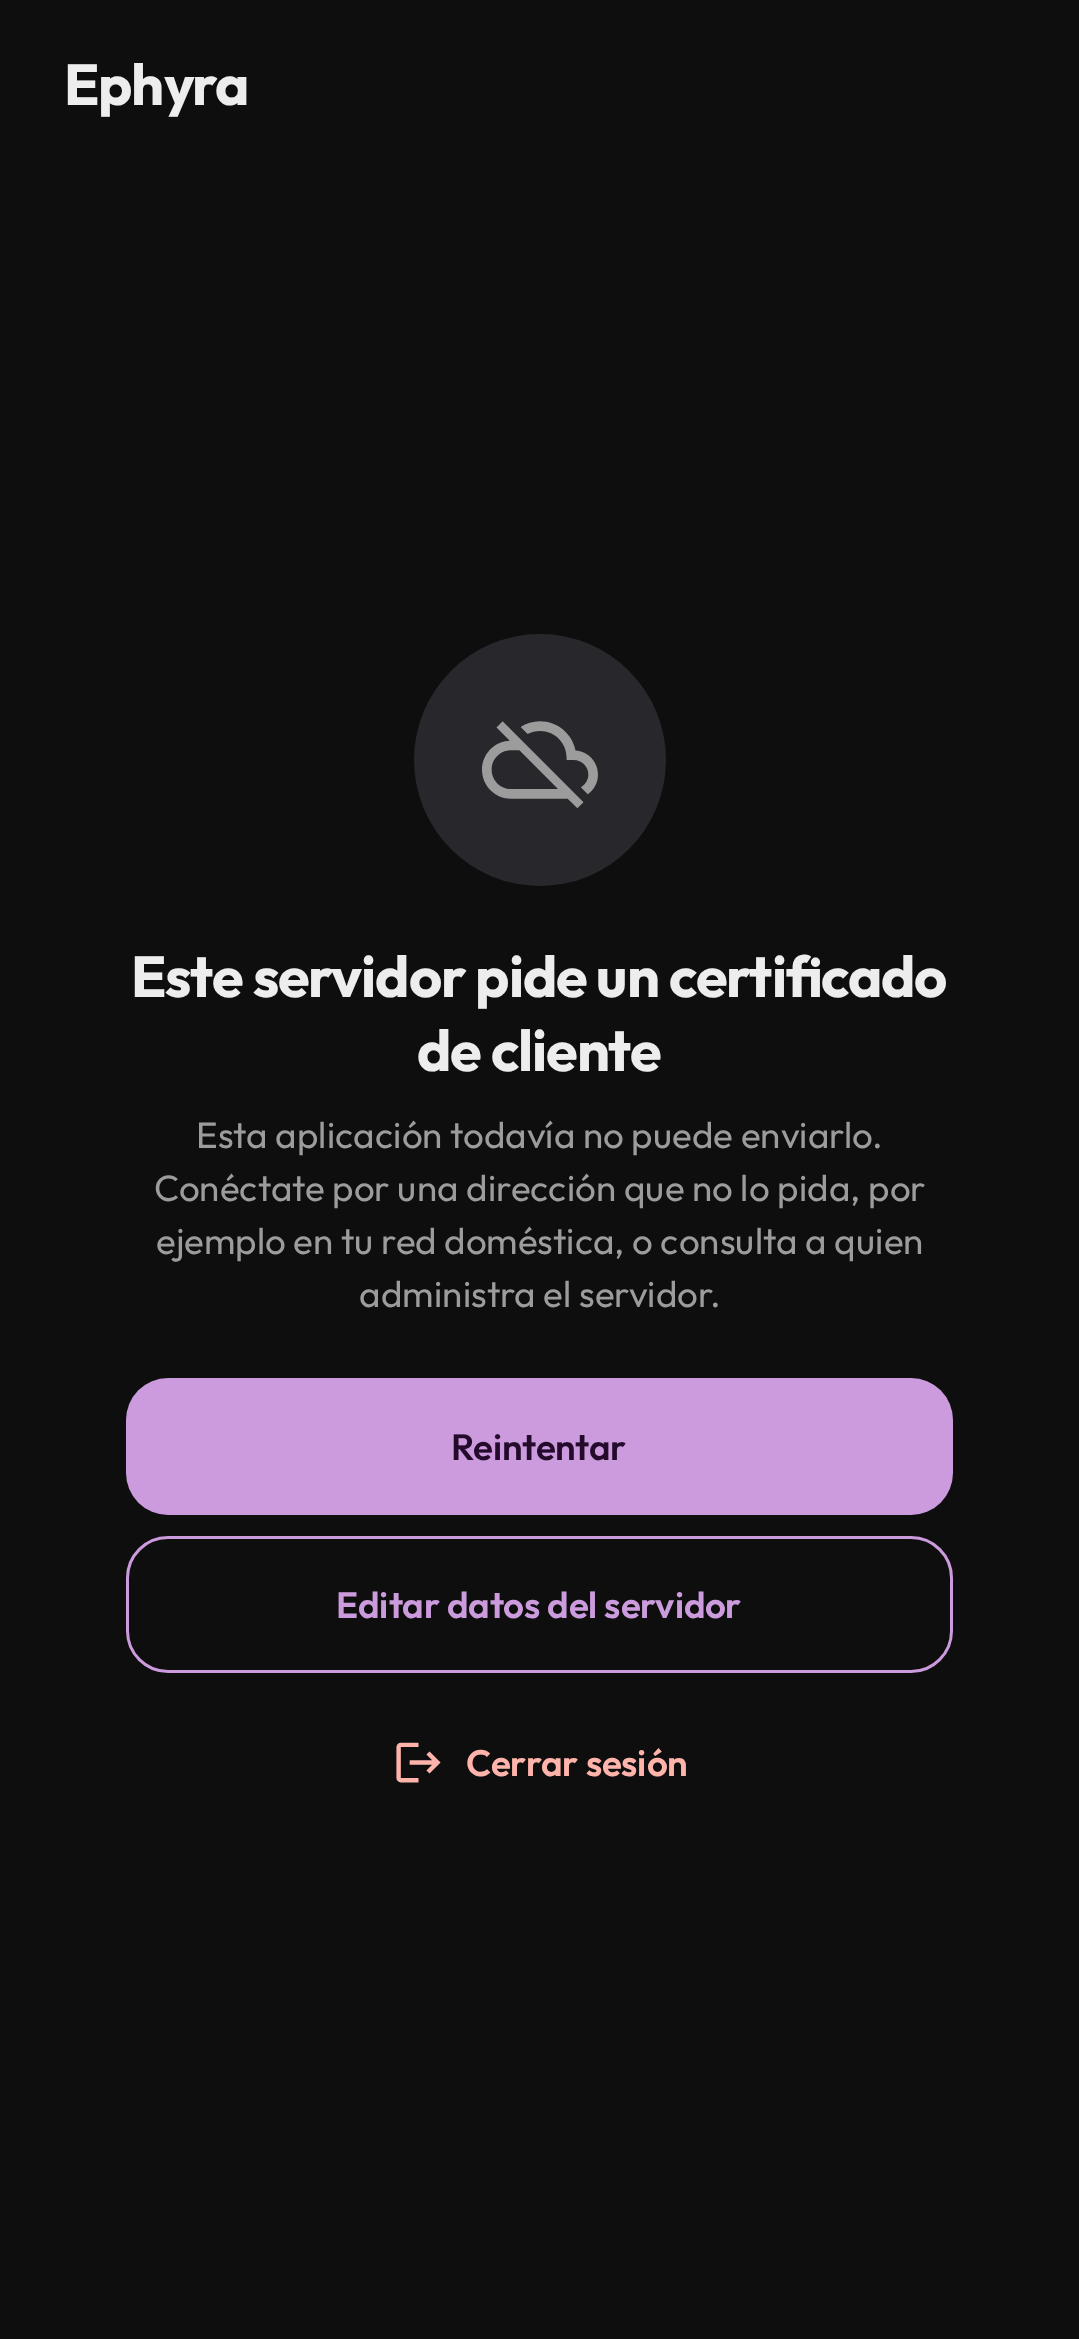 Ephyra
Este servidor pide un certificado
de cliente
Esta aplicación todavía no puede enviarlo.
Conéctate por una dirección que no lo pida, por
ejemplo en tu red doméstica, o consulta a quien
administra el servidor.
Reintentar
Editar datos del servidor
Cerrar sesión